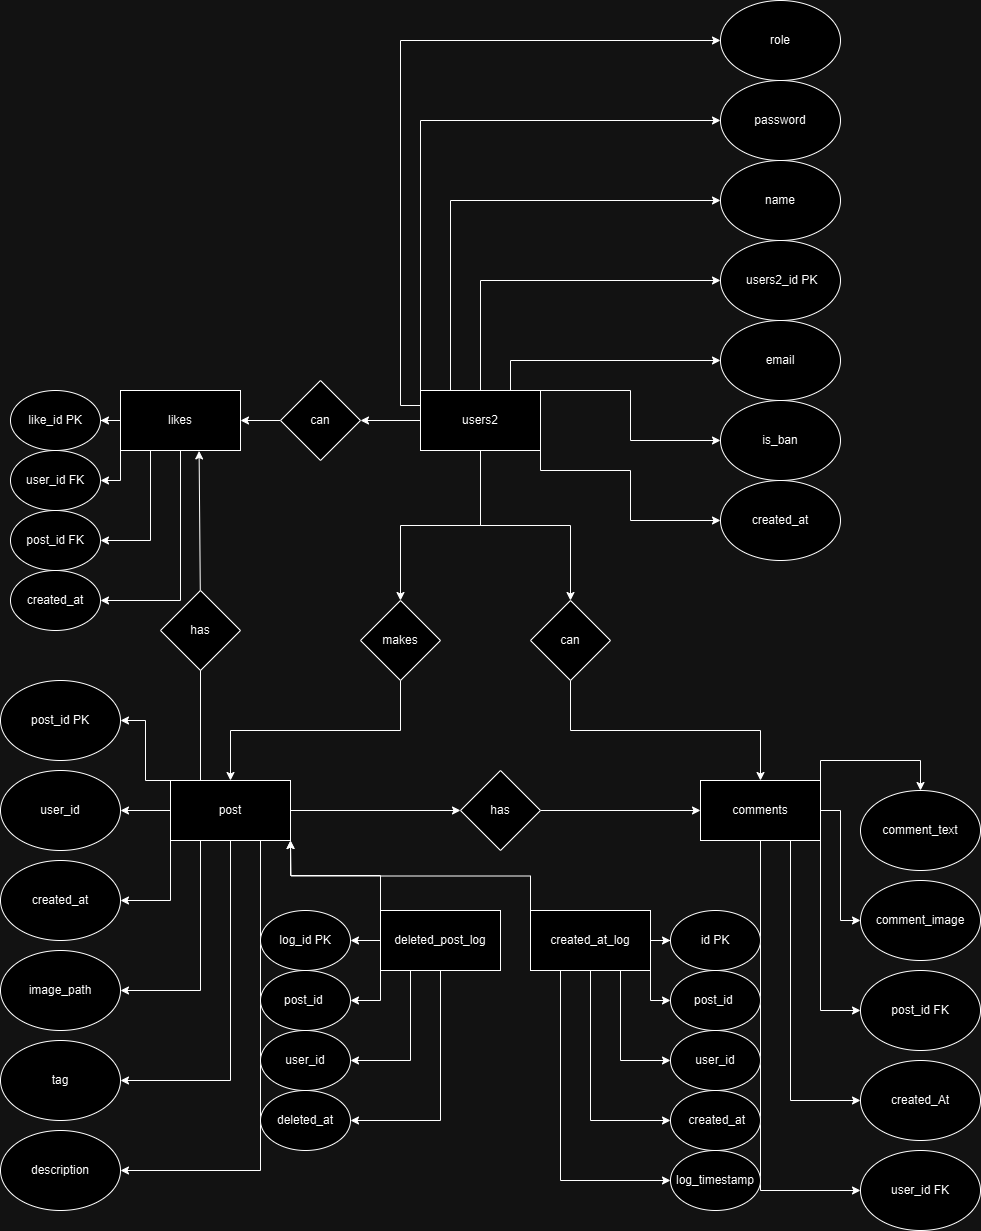 role
password
name
users2_id PK
email
is_ban
created_at
like_id PK
likes
can
users2
user_id FK
post_id FK
created_at
has
makes
can
post_id PK
user_id
post
has
comments
comment_text
created_at
image_path
tag
description
log_id PK
deleted_post_log
post_id
user_id
deleted_at
created_at_log
id PK
post_id
user_id
created_at
log_timestamp
comment_image
post_id FK
created_At
user_id FK